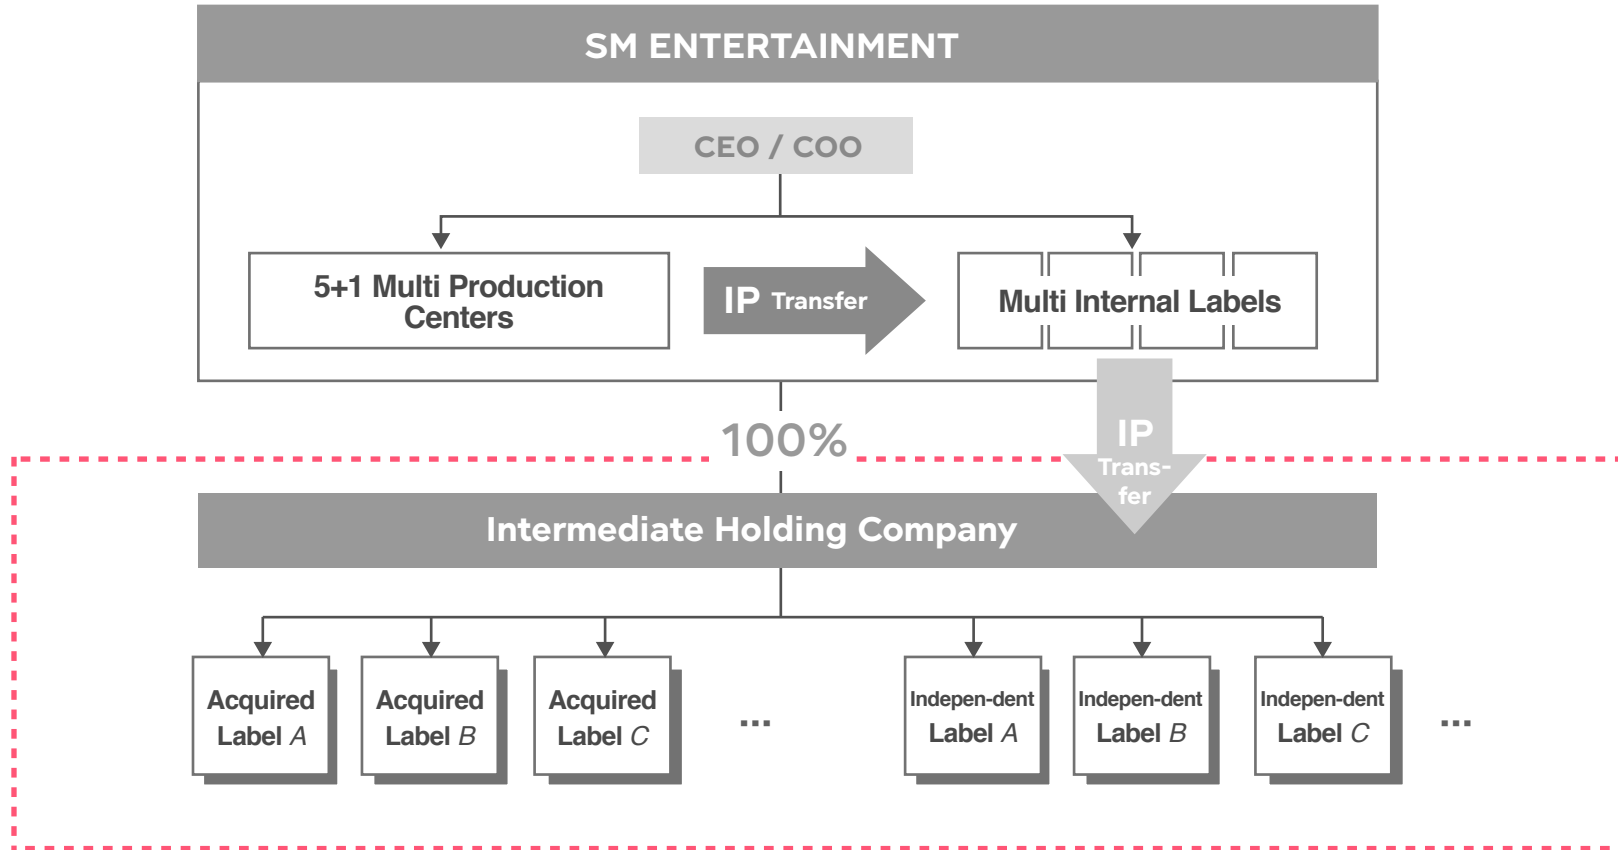 SM ENTERTAINMENT
CEO / COO
5+1 Multi Production
Centers
IP Transfer
Multi Internal Labels
100%
IP
Trans-
fer
Intermediate Holding Company
Acquired
Label A
Acquired
Label B
Acquired
Label C
...
Indepen-dent
Label A
Indepen-dent
Label B
Indepen-dent
Label C
...